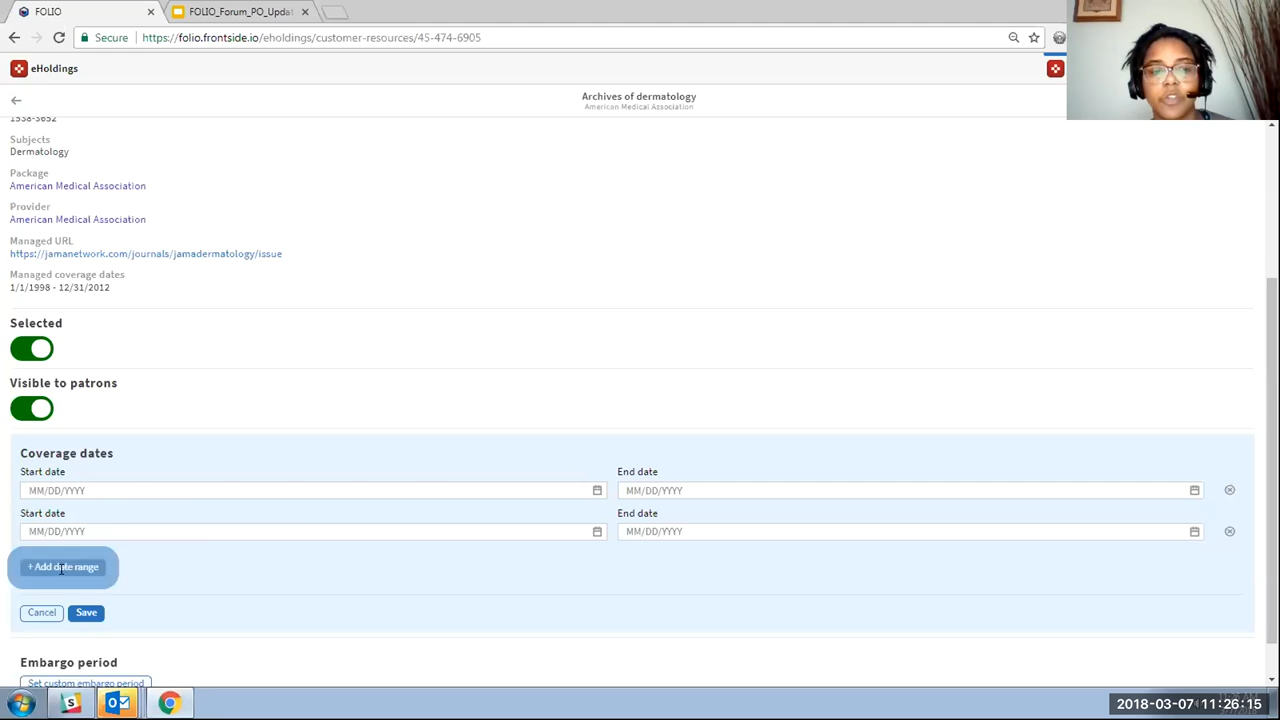 FOLIO
FOLIO_Forum_PO_Updat
Secure
https://folio.frontside.io/eholdings/customer-resources/45-474-6905
eHoldings
Archives of dermatology
American Medical Association
1538-3652
Subjects
Dermatology
Package
American Medical Association
Provider
American Medical Association
Managed URL
https://jamanetwork.com/journals/jamadermatology/issue
Managed coverage dates
1/1/1998 - 12/31/2012
Selected
Visible to patrons
Coverage dates
Start date End date
MM/DD/YYYY MM/DD/YYYY
Start date End date
MM/DD/YYYY MM/DD/YYYY
+ Add date range
Cancel Save
Embargo period
Set custom embargo period
2018-03-07 11:26:15